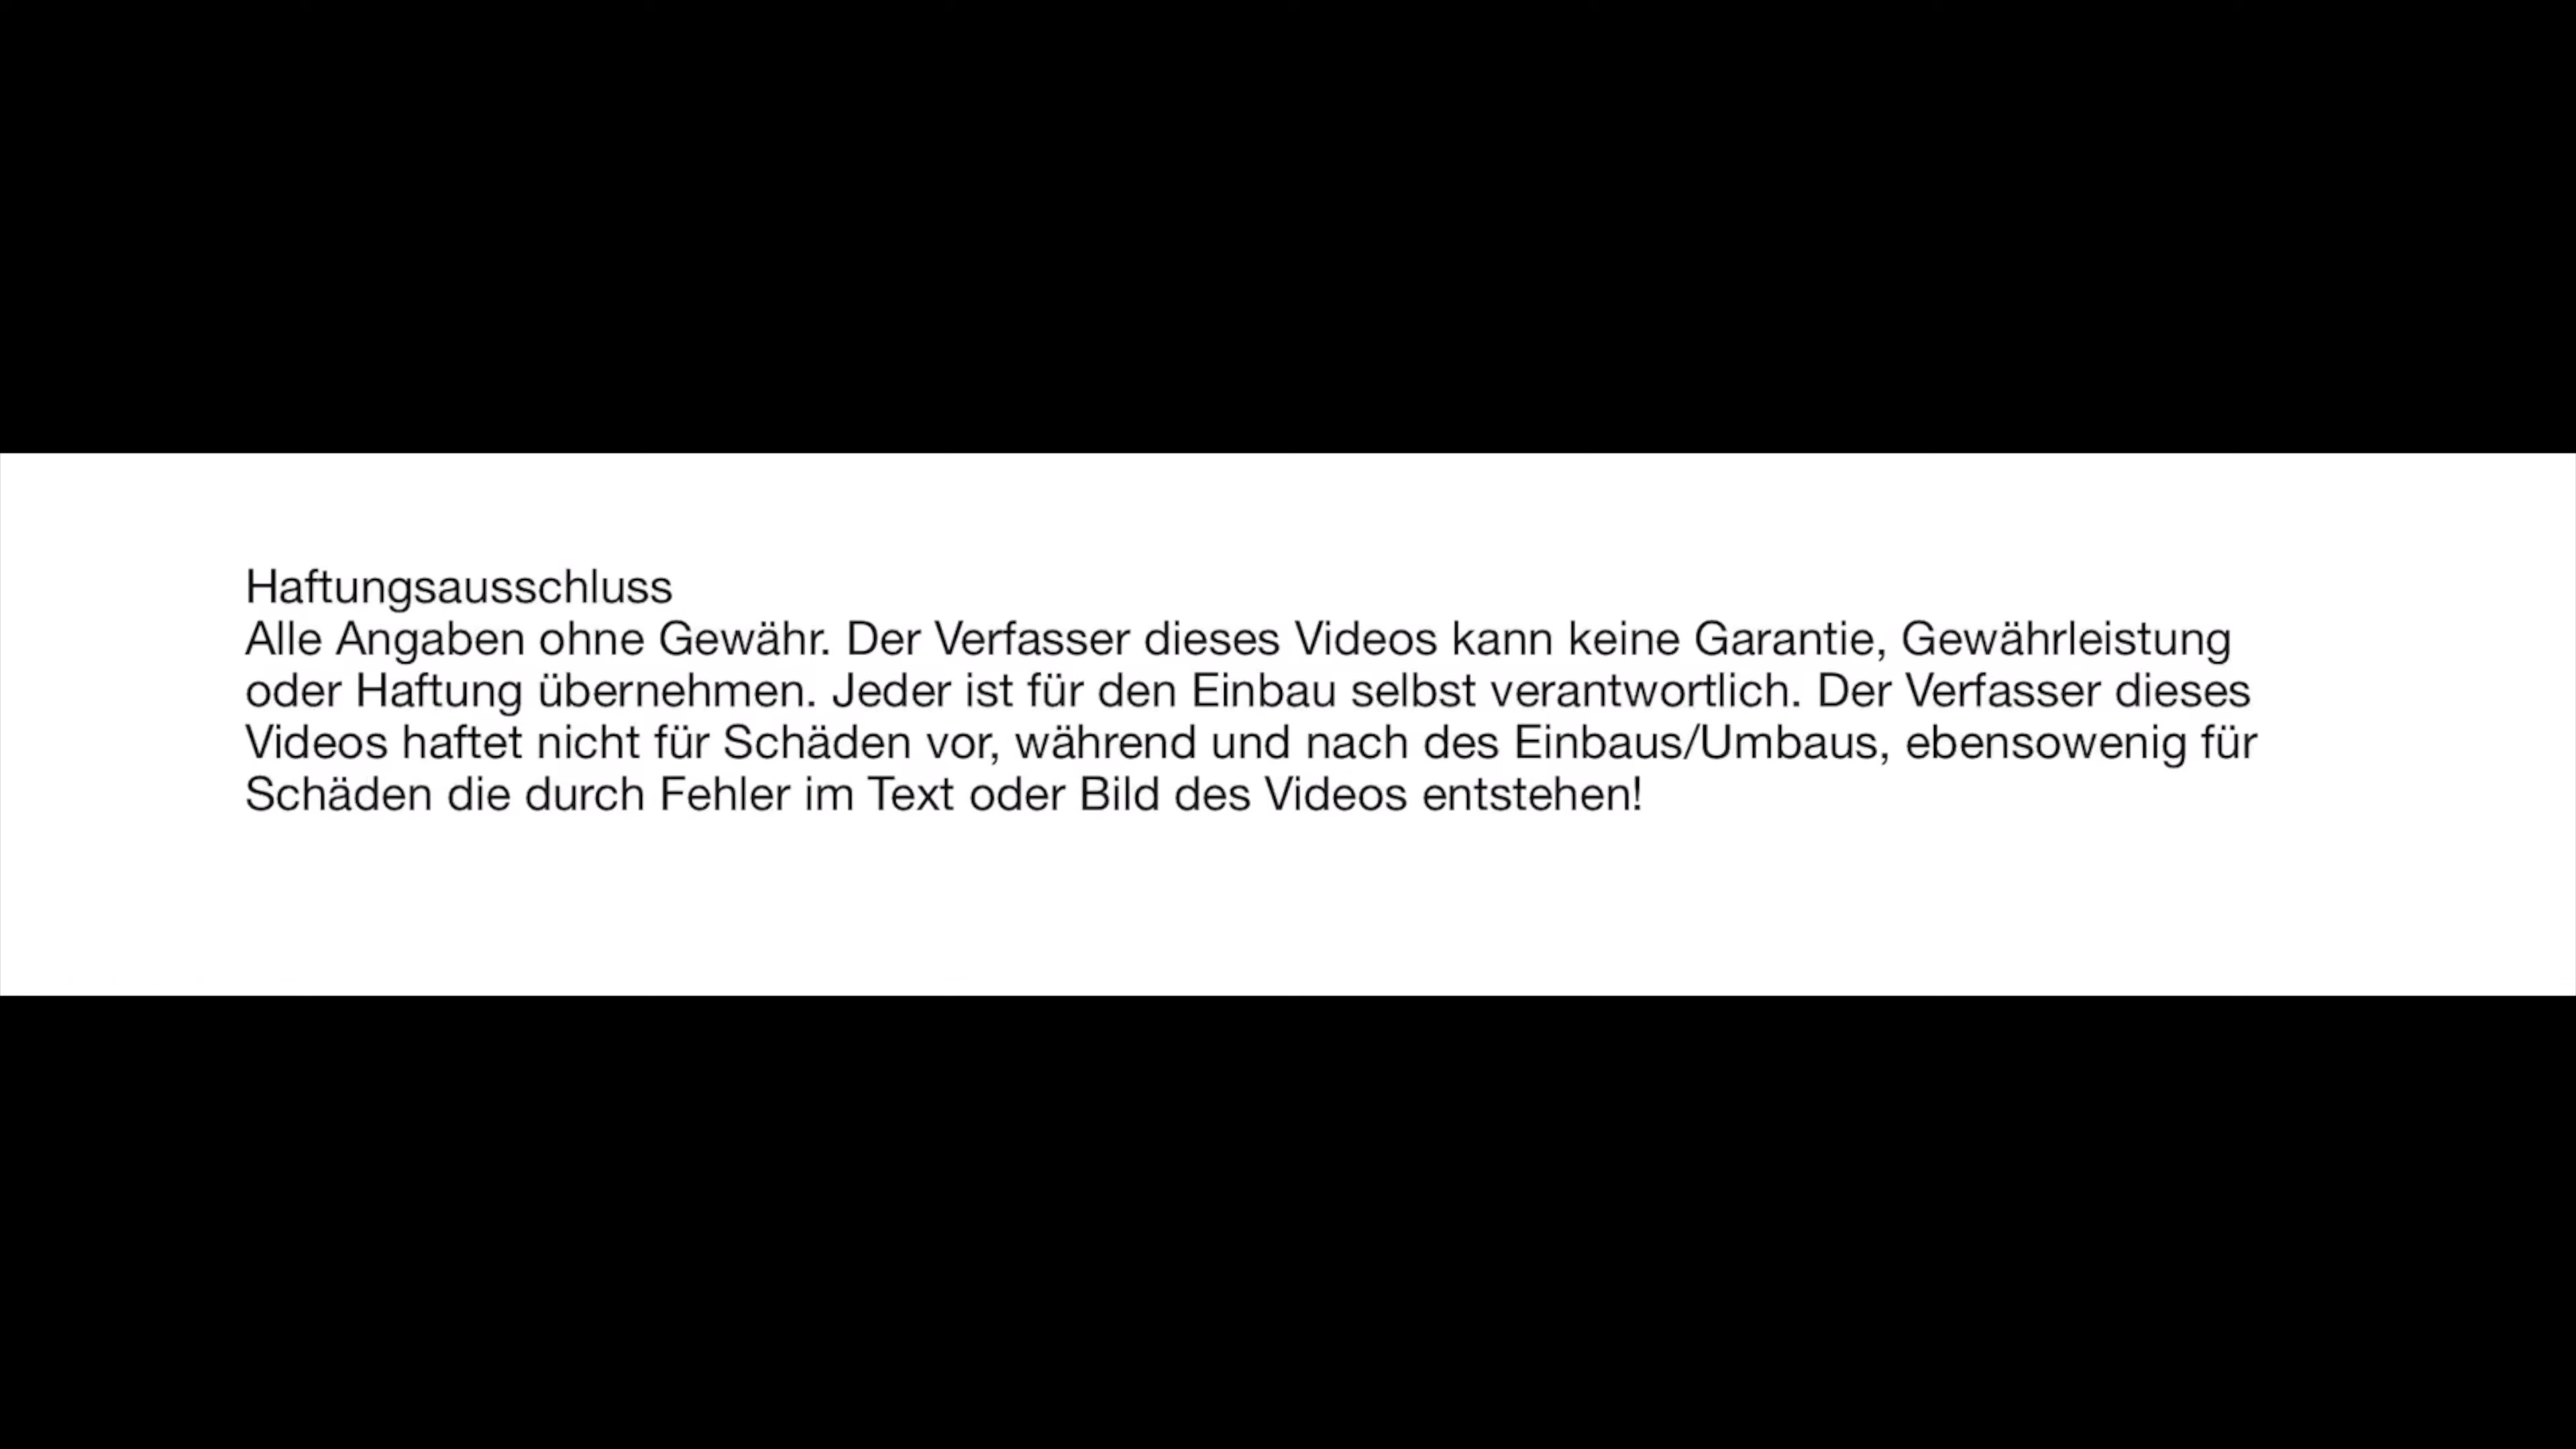 Haftungsausschluss
Alle Angaben ohne Gewähr. Der Verfasser dieses Videos kann keine Garantie, Gewährleistung
oder Haftung übernehmen. Jeder ist für den Einbau selbst verantwortlich. Der Verfasser dieses
Videos haftet nicht für Schäden vor, während und nach des Einbaus/Umbaus, ebensowenig für
Schäden die durch Fehler im Text oder Bild des Videos entstehen!